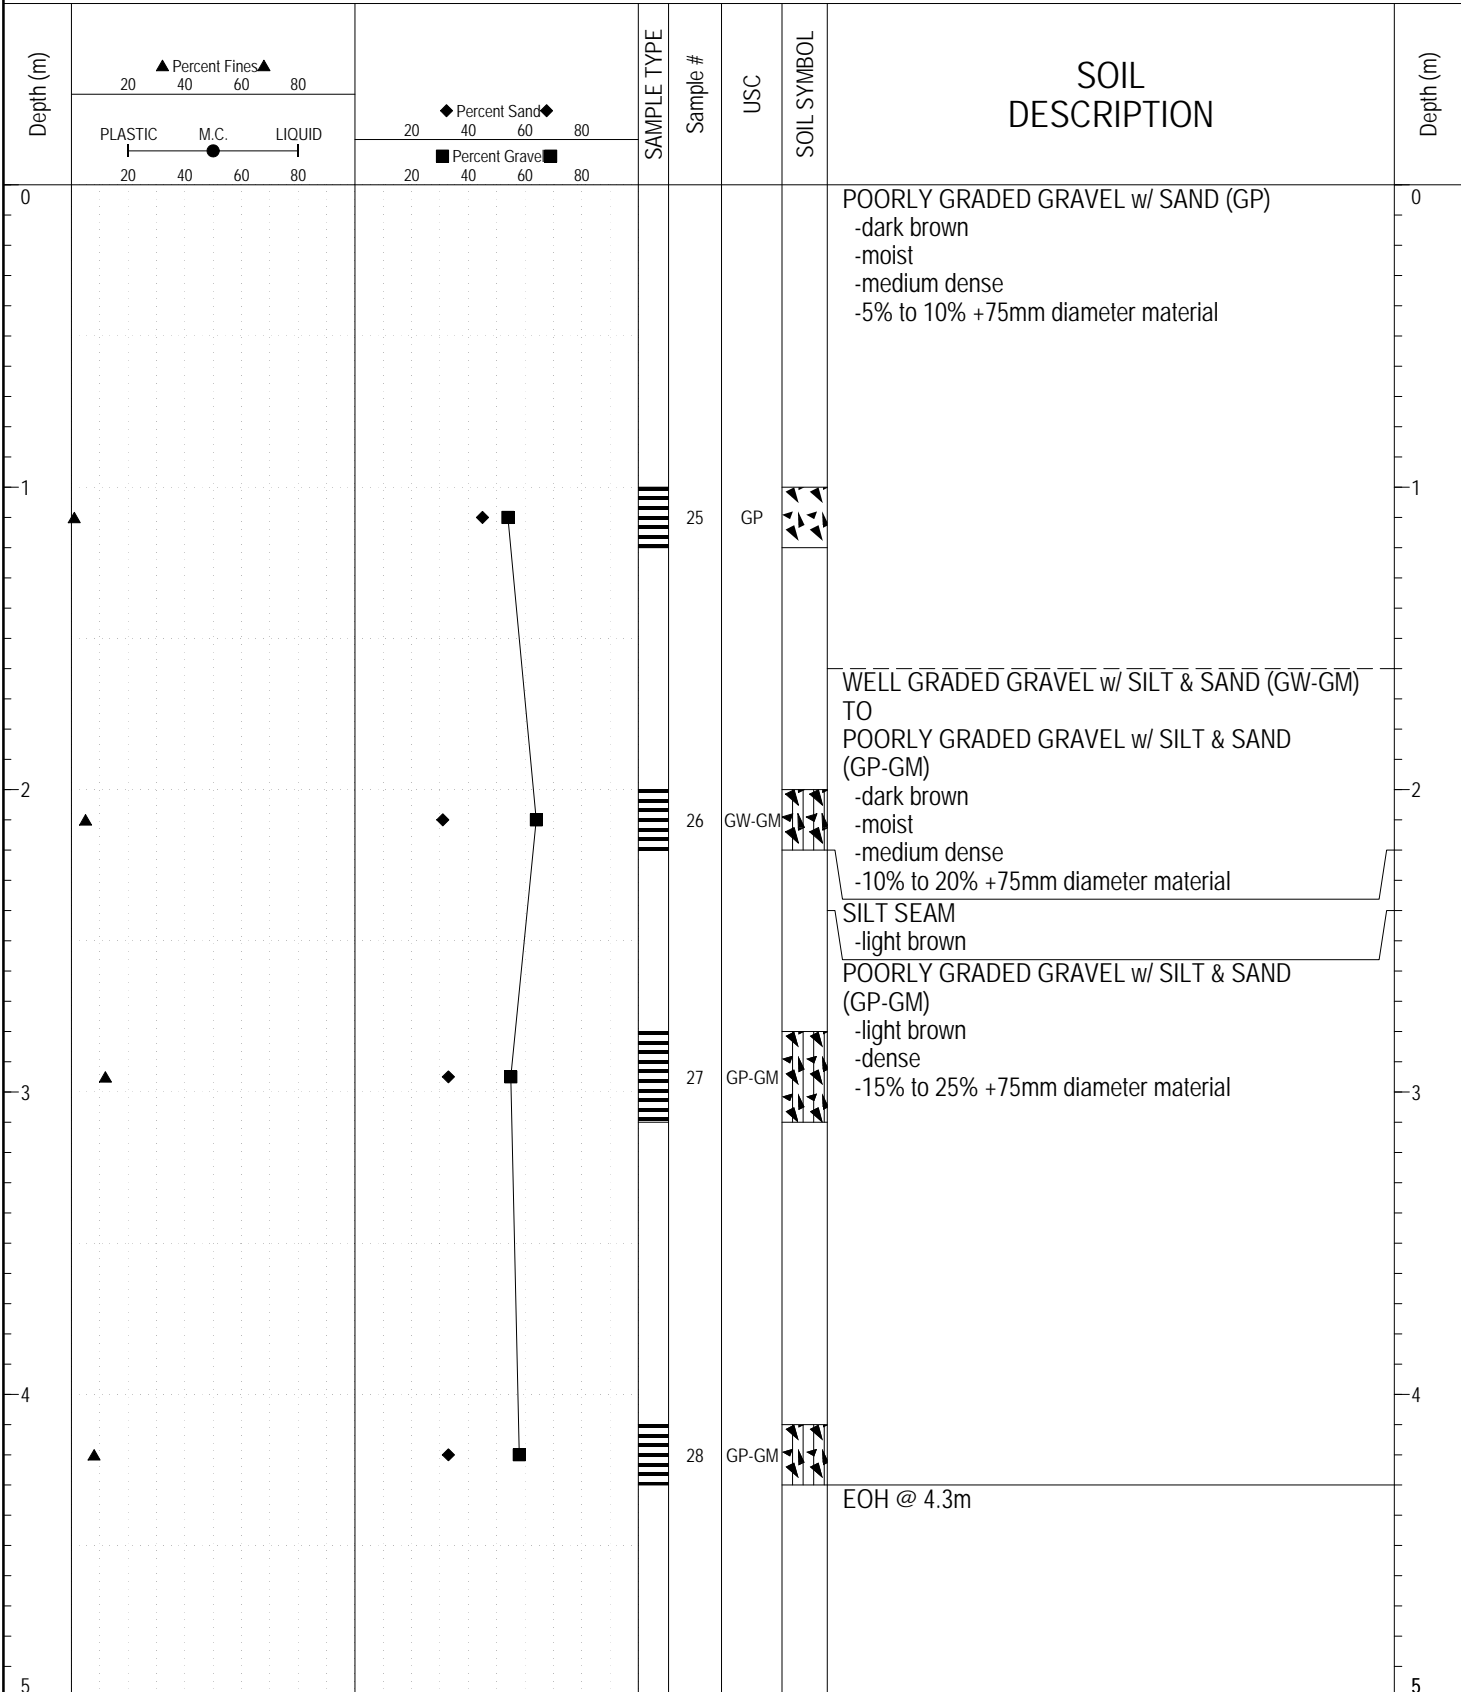 Depth (m)
▲ Percent Fines ▲
20 40 60 80
PLASTIC M.C. LIQUID
20 40 60 80
◆ Percent Sand ◆
20 40 60 80
■ Percent Gravel ■
20 40 60 80
SAMPLE TYPE
Sample #
USC
SOIL SYMBOL
SOIL
DESCRIPTION
Depth (m)
0
POORLY GRADED GRAVEL w/ SAND (GP)
-dark brown
-moist
-medium dense
-5% to 10% +75mm diameter material
0
1
1
25 GP
WELL GRADED GRAVEL w/ SILT & SAND (GW-GM)
TO
POORLY GRADED GRAVEL w/ SILT & SAND
(GP-GM)
-dark brown
-moist
-medium dense
-10% to 20% +75mm diameter material
2
2
26 GW-GM
SILT SEAM
-light brown
POORLY GRADED GRAVEL w/ SILT & SAND
(GP-GM)
-light brown
-dense
-15% to 25% +75mm diameter material
27 GP-GM
3
3
4
4
28 GP-GM
EOH @ 4.3m
5
5